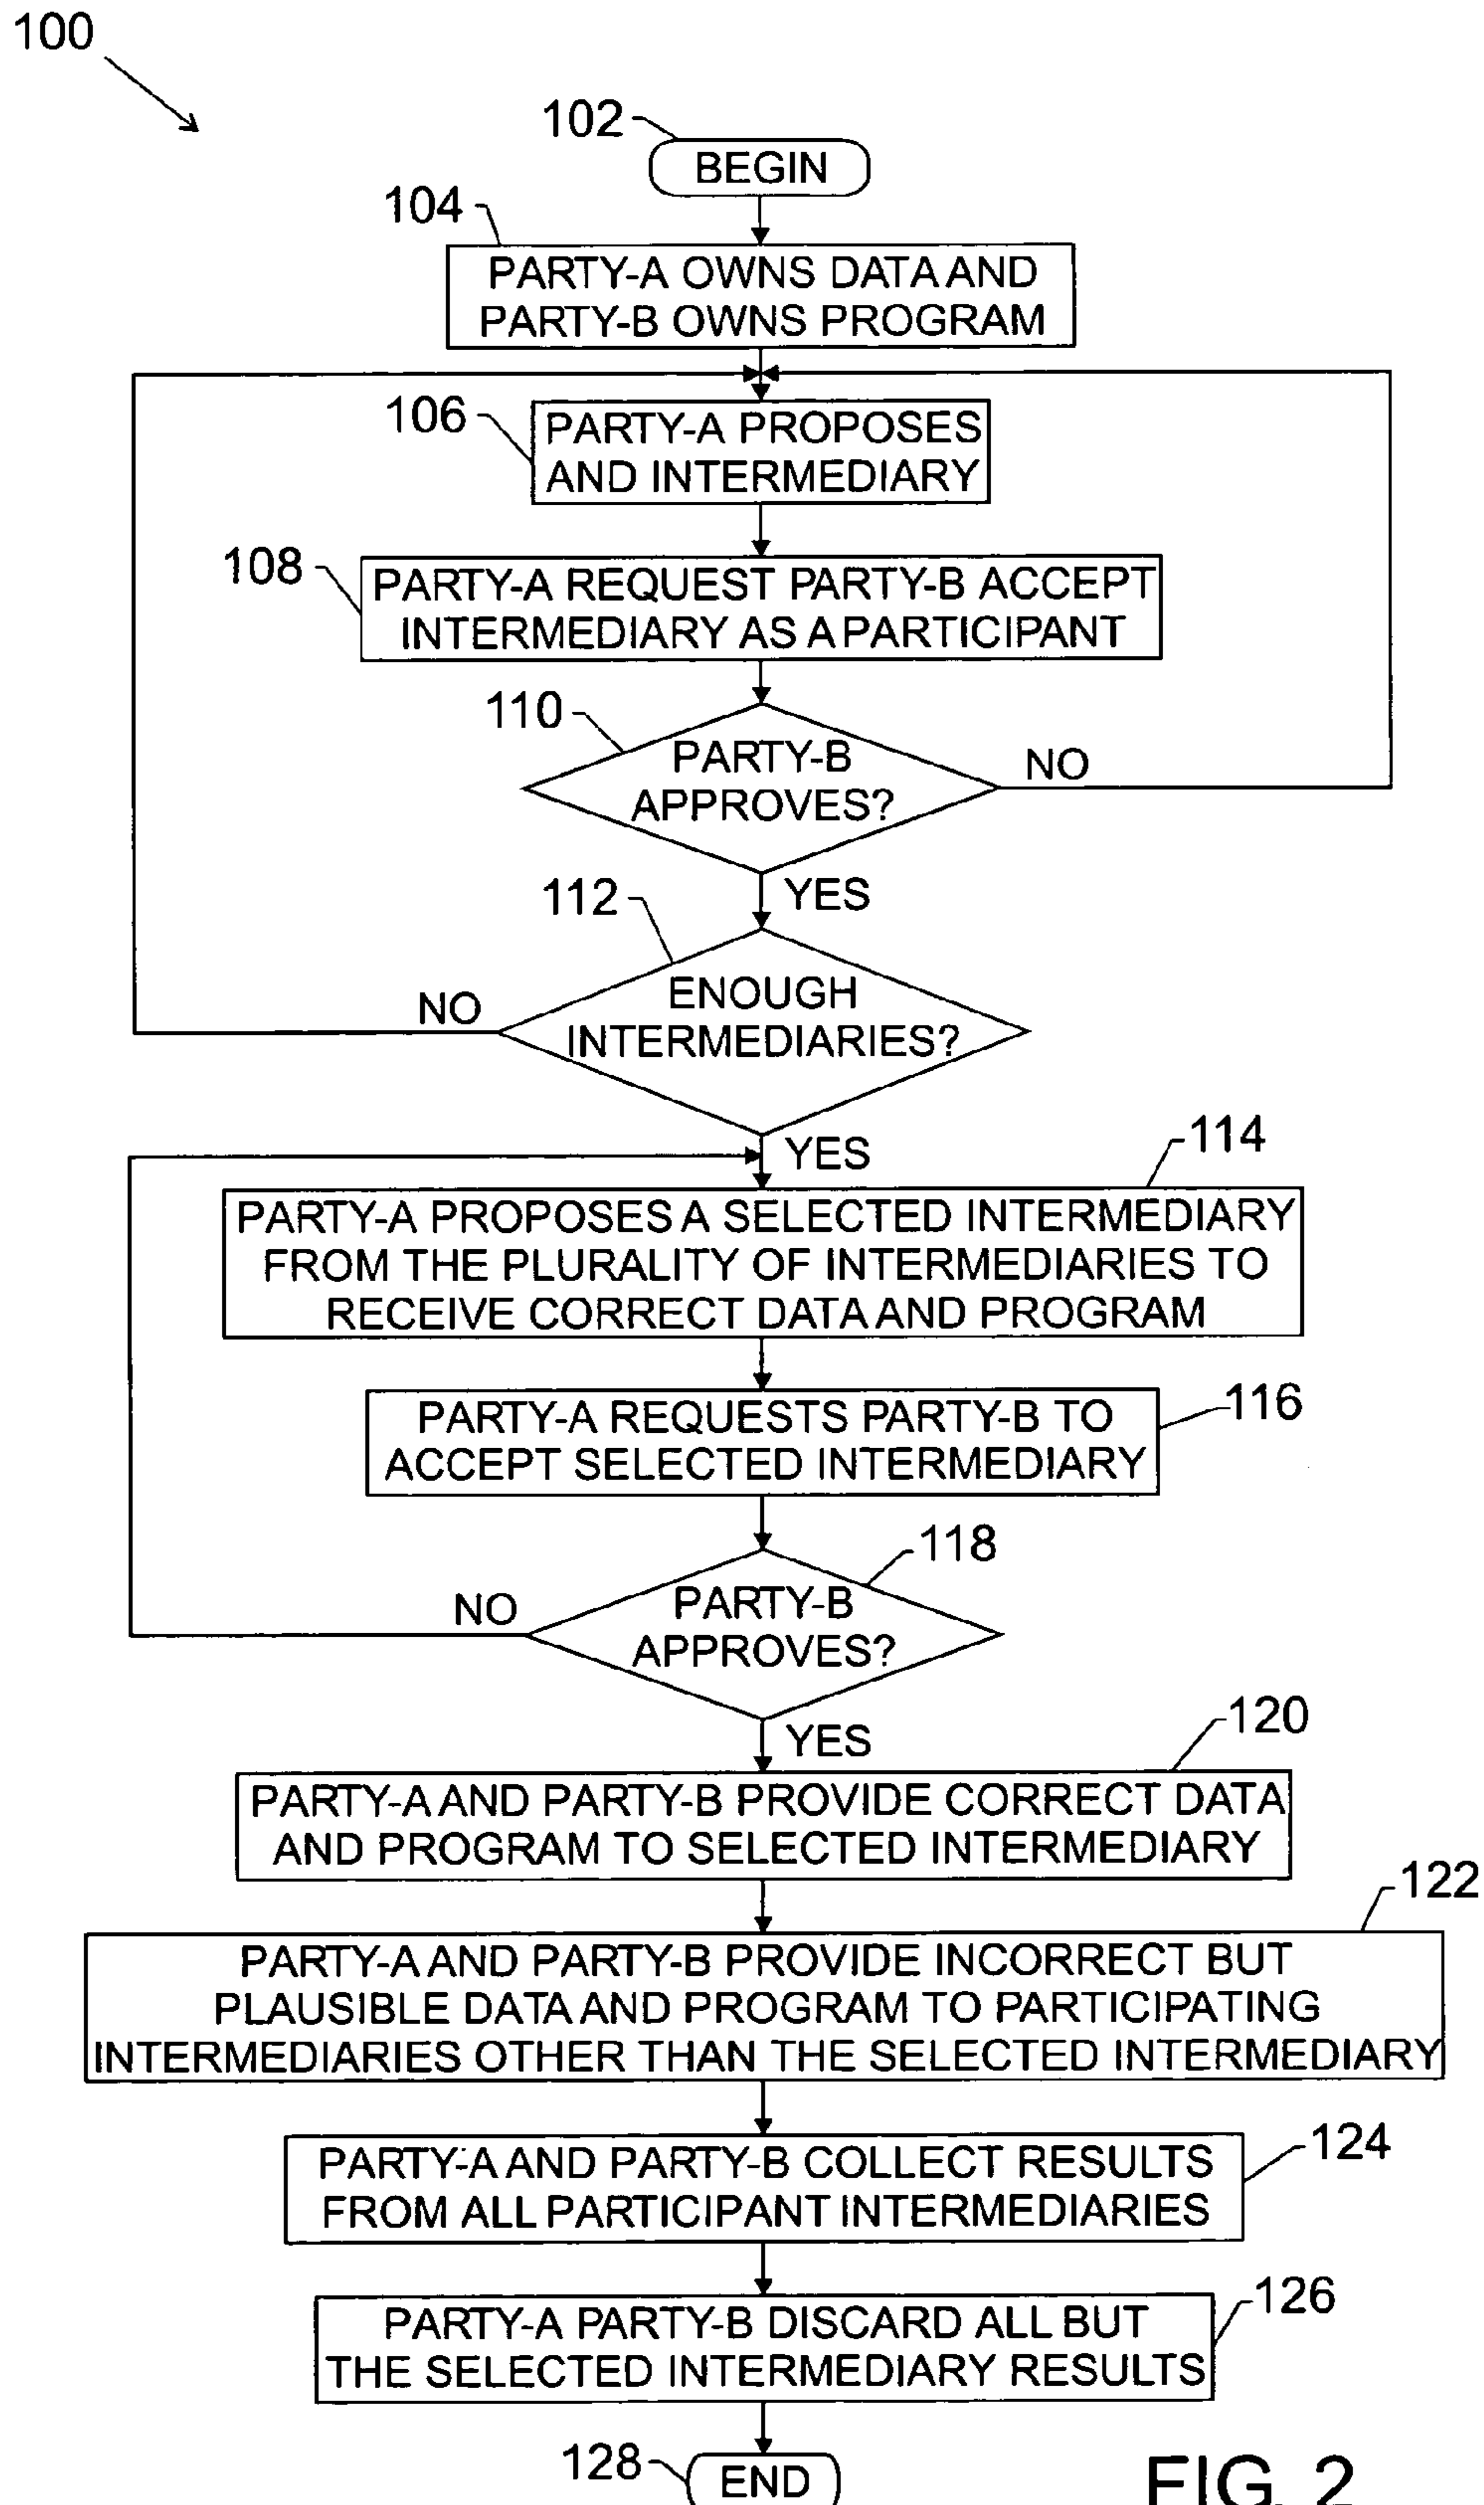 100
102
BEGIN
104
PARTY-A OWNS DATA AND
PARTY-B OWNS PROGRAM
106
PARTY-A PROPOSES
AND INTERMEDIARY
108
PARTY-A REQUEST PARTY-B ACCEPT
INTERMEDIARY AS A PARTICIPANT
110
PARTY-B
APPROVES?
NO
YES
112
ENOUGH
INTERMEDIARIES?
NO
YES
114
PARTY-A PROPOSES A SELECTED INTERMEDIARY
FROM THE PLURALITY OF INTERMEDIARIES TO
RECEIVE CORRECT DATA AND PROGRAM
116
PARTY-A REQUESTS PARTY-B TO
ACCEPT SELECTED INTERMEDIARY
118
PARTY-B
APPROVES?
NO
YES
120
PARTY-A AND PARTY-B PROVIDE CORRECT DATA
AND PROGRAM TO SELECTED INTERMEDIARY
122
PARTY-A AND PARTY-B PROVIDE INCORRECT BUT
PLAUSIBLE DATA AND PROGRAM TO PARTICIPATING
INTERMEDIARIES OTHER THAN THE SELECTED INTERMEDIARY
124
PARTY-A AND PARTY-B COLLECT RESULTS
FROM ALL PARTICIPANT INTERMEDIARIES
126
PARTY-A PARTY-B DISCARD ALL BUT
THE SELECTED INTERMEDIARY RESULTS
128
END
FIG. 2